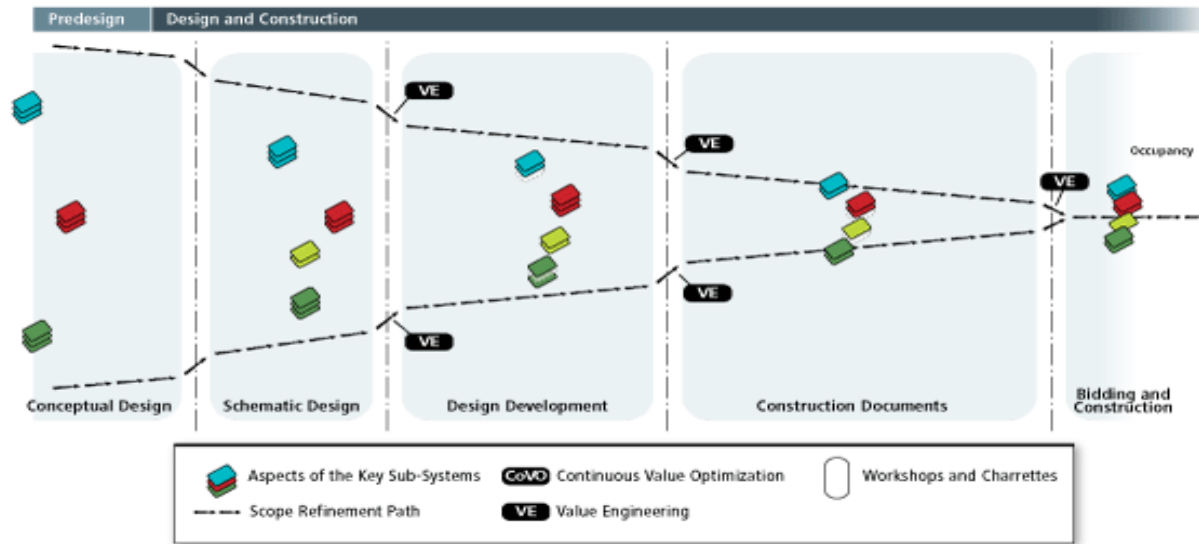 Predesign
Design and Construction
VE
VE
Occupancy
VE
VE
VE
Conceptual Design
Schematic Design
Design Development
Construction Documents
Bidding and
Construction
Aspects of the Key Sub-Systems
CoVO Continuous Value Optimization
Workshops and Charrettes
Scope Refinement Path
VE Value Engineering